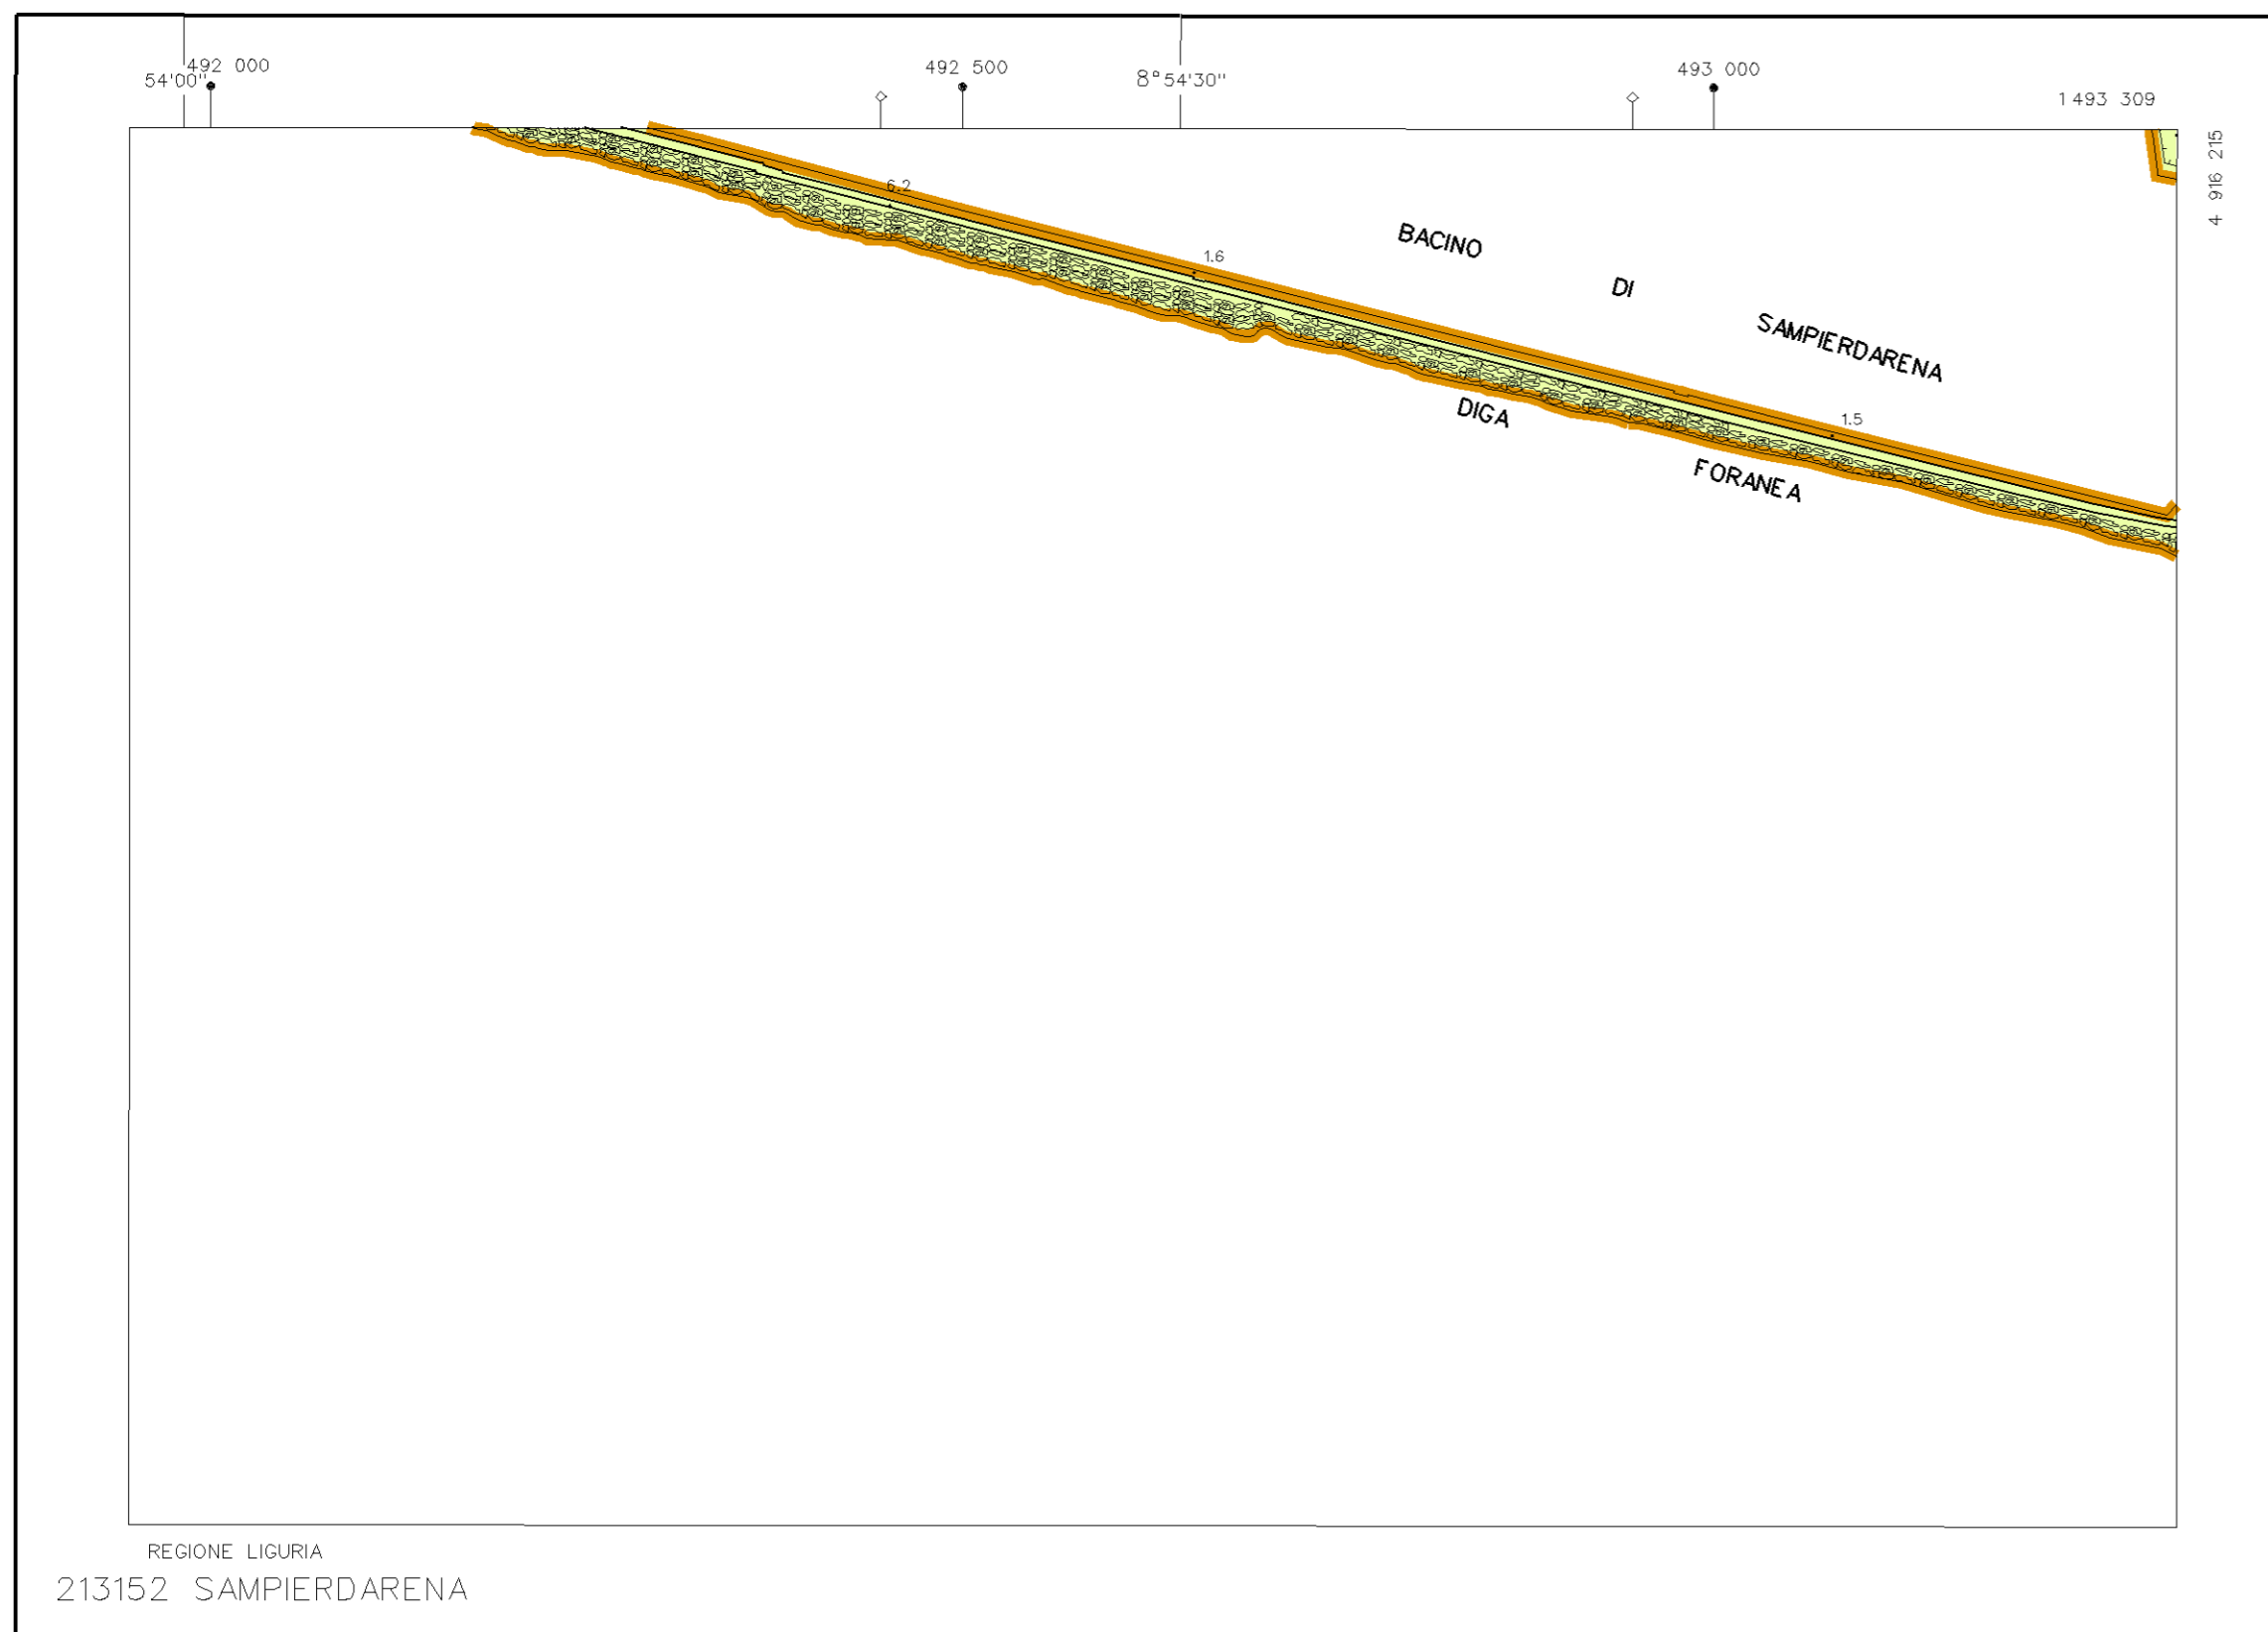 54'00"
492 000
492 500
8°54'30"
493 000
1 493 309
4 916 215
6.2
1.6
BACINO
DI
SAMPIERDARENA
1.5
DIGA
FORANEA
REGIONE LIGURIA
213152 SAMPIERDARENA